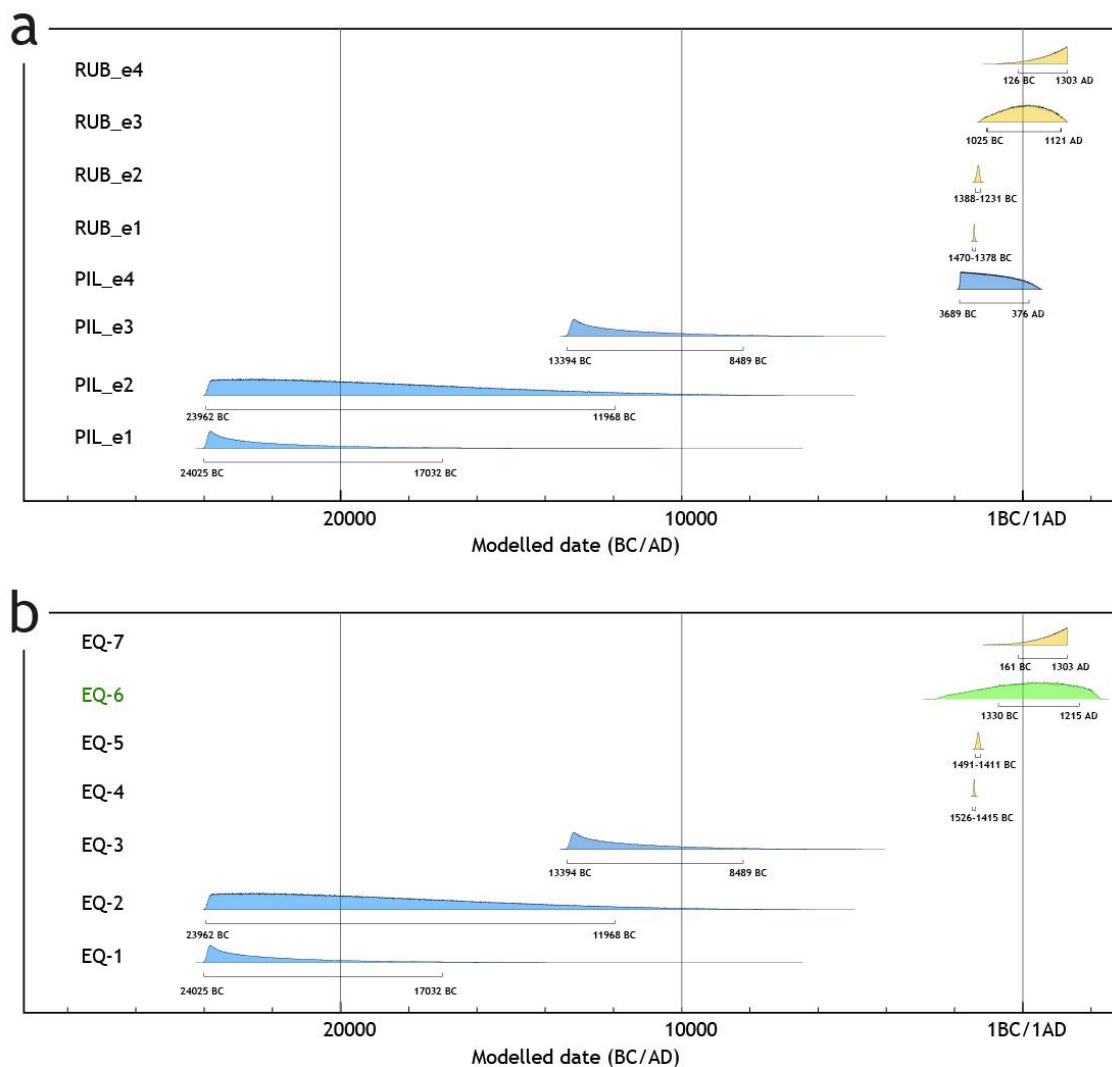 a
RUB_e4
126 BC 1303 AD
RUB_e3
1025 BC 1121 AD
RUB_e2
1388-1231 BC
RUB_e1
1470-1378 BC
PIL_e4
3689 BC 376 AD
PIL_e3
13394 BC 8489 BC
PIL_e2
23962 BC 11968 BC
PIL_e1
24025 BC 17032 BC
20000 10000 1BC/1AD
Modelled date (BC/AD)
b
EQ-7
161 BC 1303 AD
EQ-6
1330 BC 1215 AD
EQ-5
1491-1411 BC
EQ-4
1526-1415 BC
EQ-3
13394 BC 8489 BC
EQ-2
23962 BC 11968 BC
EQ-1
24025 BC 17032 BC
20000 10000 1BC/1AD
Modelled date (BC/AD)